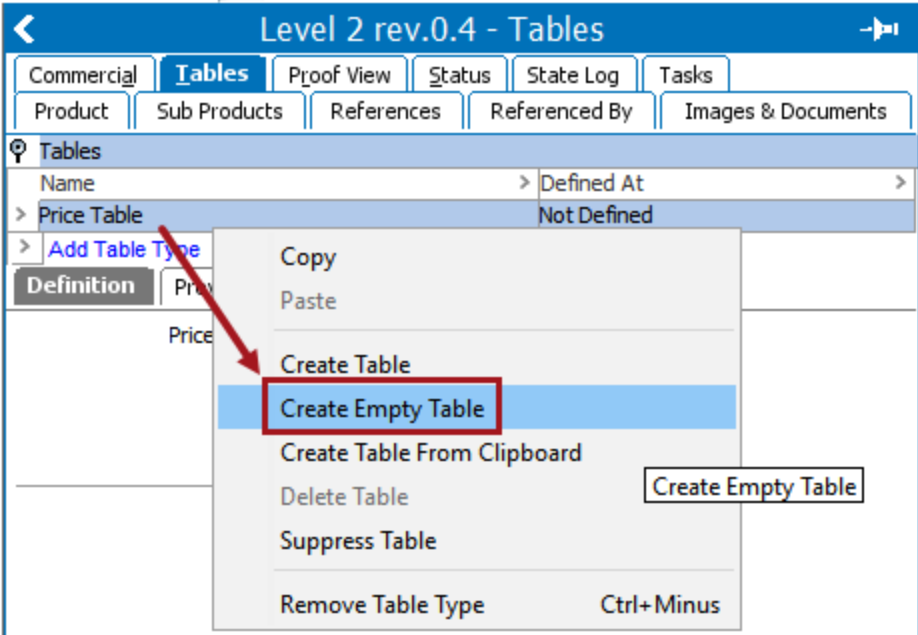 Level 2 rev.0.4 - Tables
Commercial Tables Proof View Status State Log Tasks
Product Sub Products References Referenced By Images & Documents
Tables
Name > Defined At >
> Price Table Not Defined
> Add Table Type
Definition
Price
Copy
Paste
Create Table
Create Empty Table
Create Table From Clipboard
Create Empty Table
Delete Table
Suppress Table
Remove Table Type Ctrl+Minus